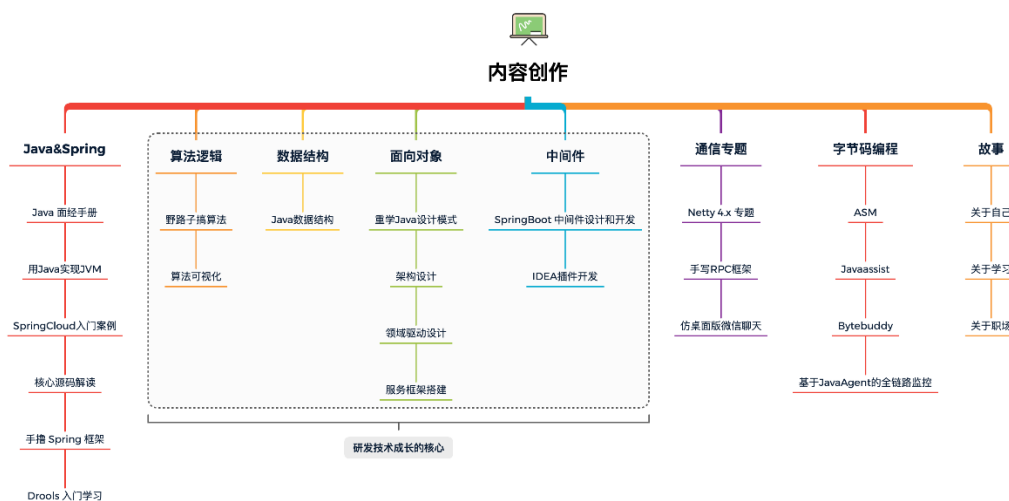 内容创作
Java&Spring
Java 面经手册
用Java实现JVM
SpringCloud入门案例
核心源码解读
手撸 Spring 框架
Drools 入门学习
算法逻辑
野路子搞算法
算法可视化
数据结构
Java数据结构
面向对象
重学Java设计模式
架构设计
领域驱动设计
服务框架搭建
中间件
SpringBoot 中间件设计和开发
IDEA插件开发
研发技术成长的核心
通信专题
Netty 4.x 专题
手写RPC框架
仿桌面版微信聊天
字节码编程
ASM
Javaassist
Bytebuddy
基于JavaAgent的全链路监控
故事
关于自己
关于学习
关于职场